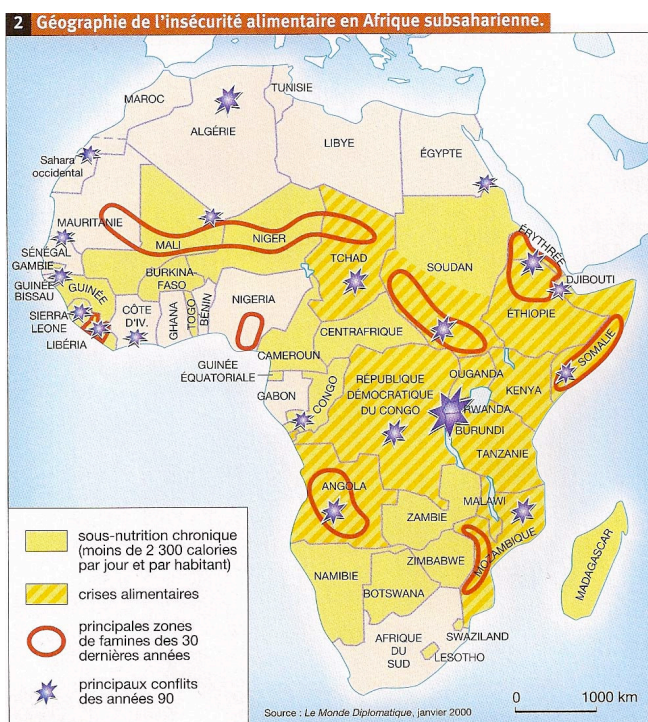 2 Géographie de l'insécurité alimentaire en Afrique subsaharienne.
MAROC
TUNISIE
ALGÉRIE
LIBYE
ÉGYPTE
Sahara
occidental
MAURITANIE
MALI
NIGER
TCHAD
SOUDAN
ÉRYTHRÉE
DJIBOUTI
SÉNÉGAL
GAMBIE
GUINÉE
BISSAU
GUINÉE
SIERRA
LEONE
LIBÉRIA
BURKINA-
FASO
CÔTE
D'IV.
GHANA
TOGO
BÉNIN
NIGERIA
CENTRAFRIQUE
ÉTHIOPIE
SOMALIE
CAMEROUN
GUINÉE
ÉQUATORIALE
GABON
CONGO
RÉPUBLIQUE
DÉMOCRATIQUE
DU CONGO
OUGANDA
KENYA
RWANDA
BURUNDI
TANZANIE
ANGOLA
ZAMBIE
MALAWI
MOZAMBIQUE
ZIMBABWE
NAMIBIE
BOTSWANA
MADAGASCAR
AFRIQUE
DU
SUD
SWAZILAND
LESOTHO
sous-nutrition chronique
(moins de 2 300 calories
par jour et par habitant)
crises alimentaires
principales zones
de famines des 30
dernières années
principaux conflits
des années 90
Source : Le Monde Diplomatique, janvier 2000
0 1000 km